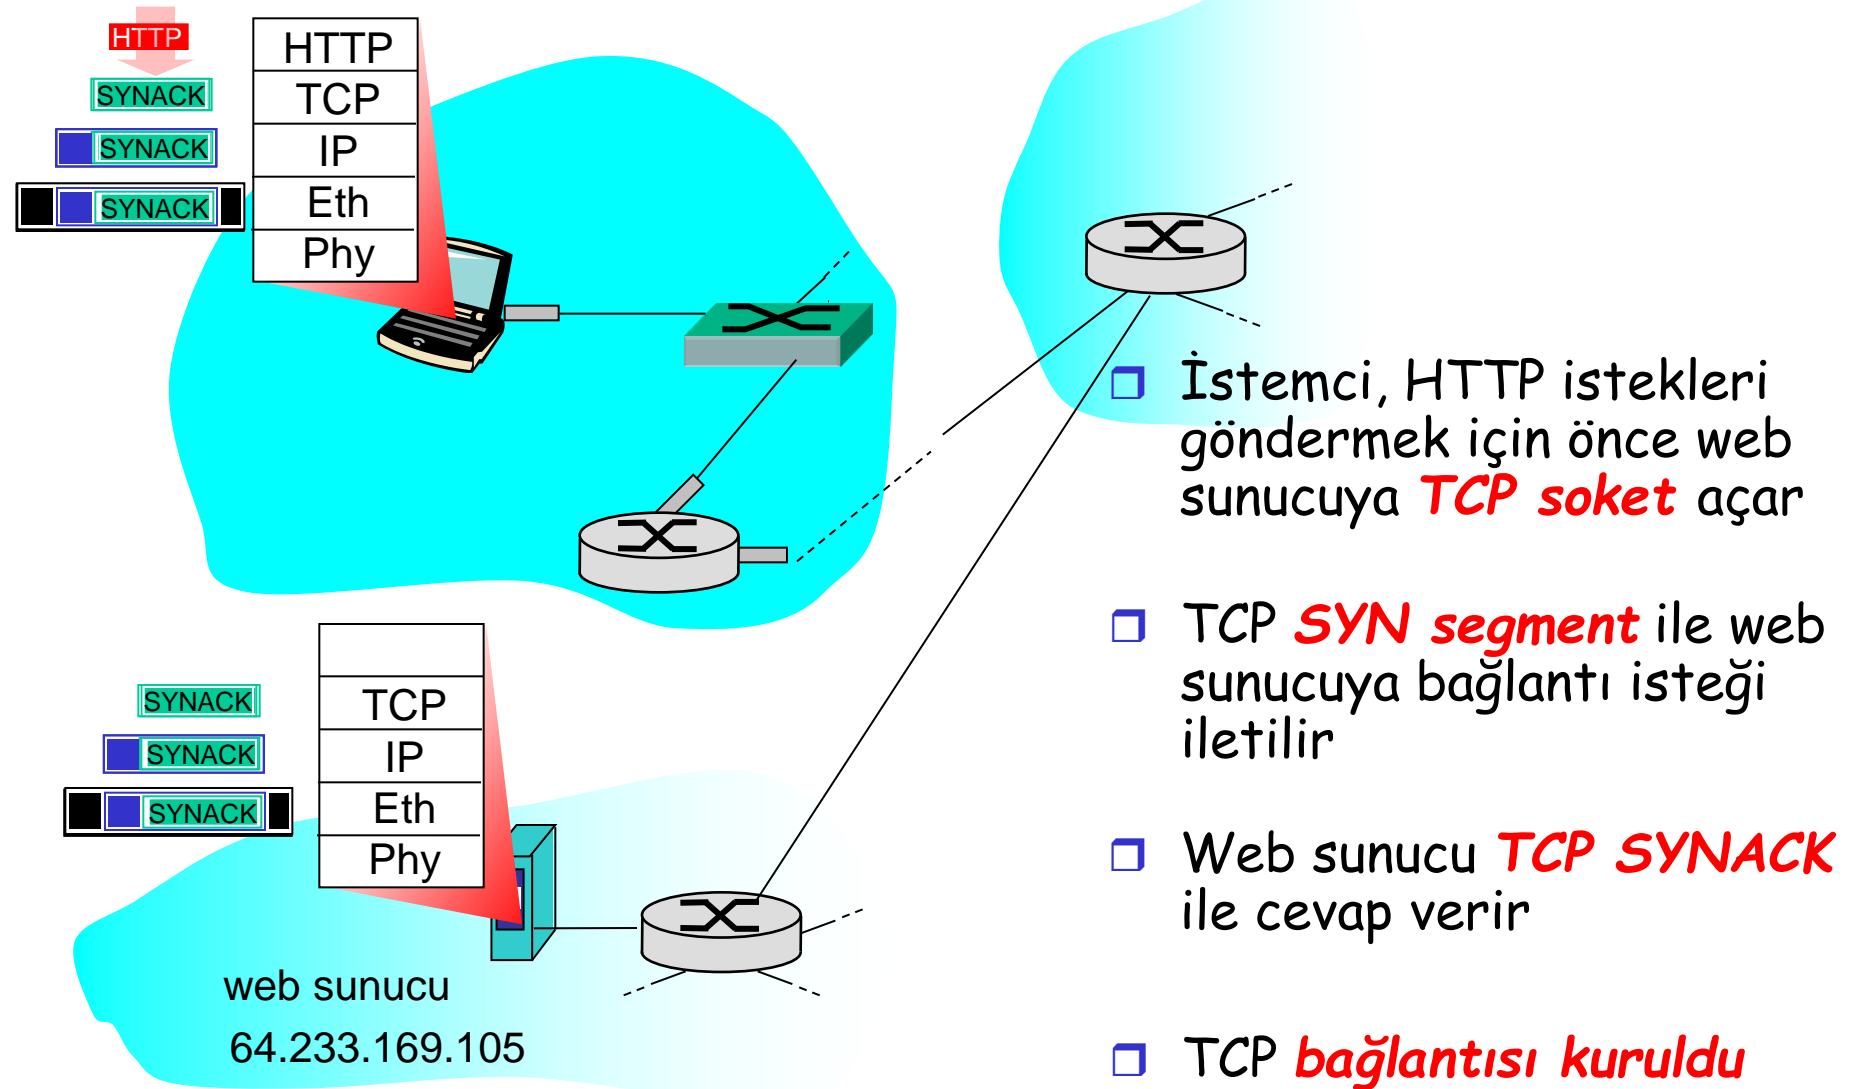 HTTP
SYNACK
SYNACK
SYNACK
HTTP
TCP
IP
Eth
Phy
İstemci, HTTP istekleri
göndermek için önce web
sunucuya TCP soket açar
TCP SYN segment ile web
sunucuya bağlantı isteği
iletilir
Web sunucu TCP SYNACK
ile cevap verir
TCP bağlantısı kuruldu
SYNACK
SYNACK
SYNACK
TCP
IP
Eth
Phy
web sunucu
64.233.169.105